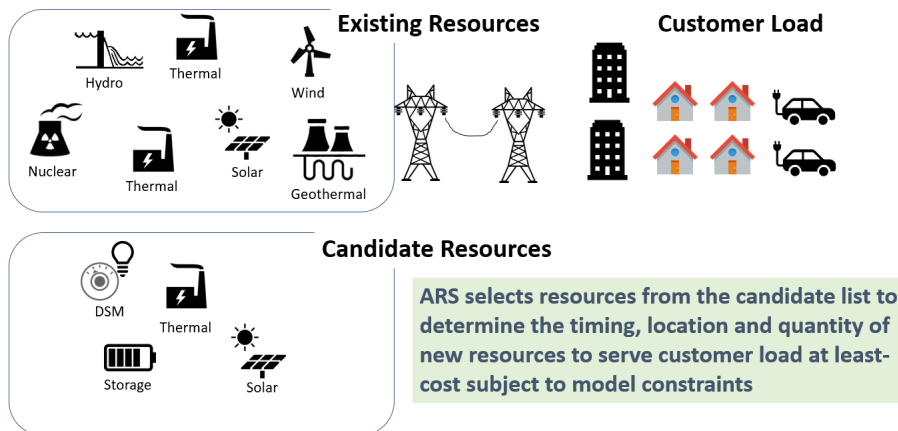 Existing Resources
Customer Load
Hydro
Thermal
Wind
Nuclear
Thermal
Solar
Geothermal
Candidate Resources
DSM
Thermal
Storage
Solar
ARS selects resources from the candidate list to
determine the timing, location and quantity of
new resources to serve customer load at least-
cost subject to model constraints